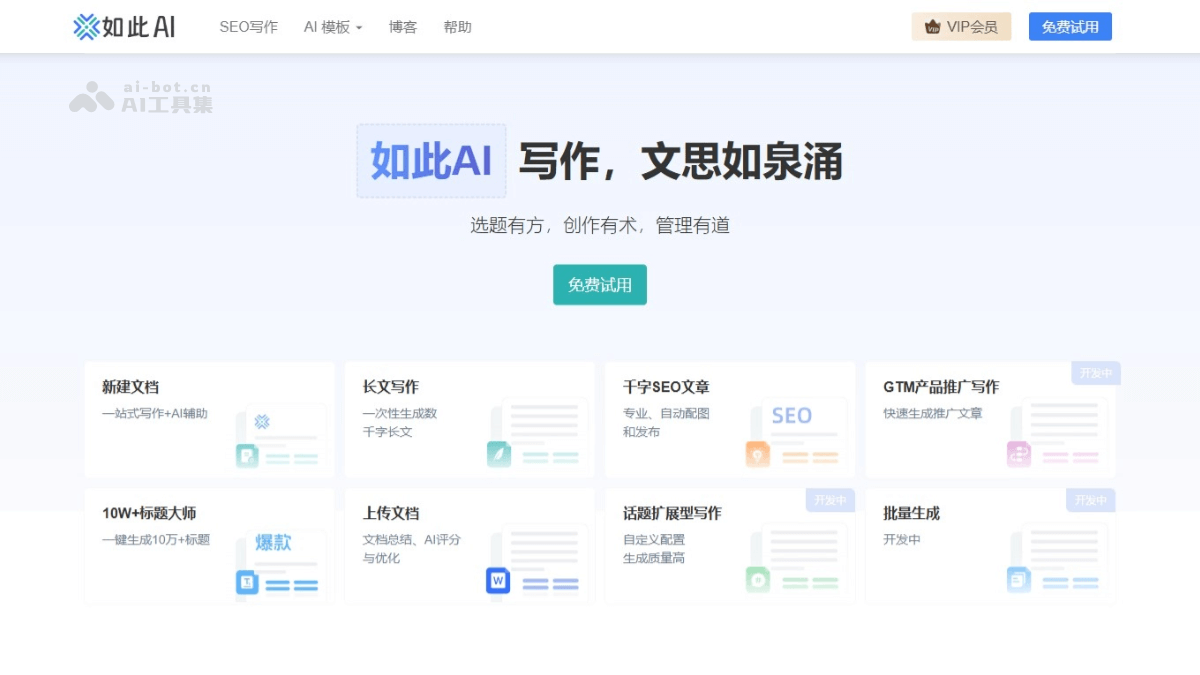 如此AI
SEO写作
AI 模板
博客
帮助
VIP
VIP会员
免费试用
ai-bot.cn
AI工具集
如此AI 写作，文思如泉涌
选题有方，创作有术，管理有道
免费试用
新建文档
一站式写作+AI辅助
长文写作
一次性生成数
千字长文
千字SEO文章
专业、自动配图
和发布
SEO
GTM产品推广写作
快速生成推广文章
开发中
10W+标题大师
一键生成10万+标题
爆款
T
上传文档
文档总结、AI评分
与优化
W
话题扩展型写作
自定义配置
生成质量高
开发中
批量生成
开发中
开发中